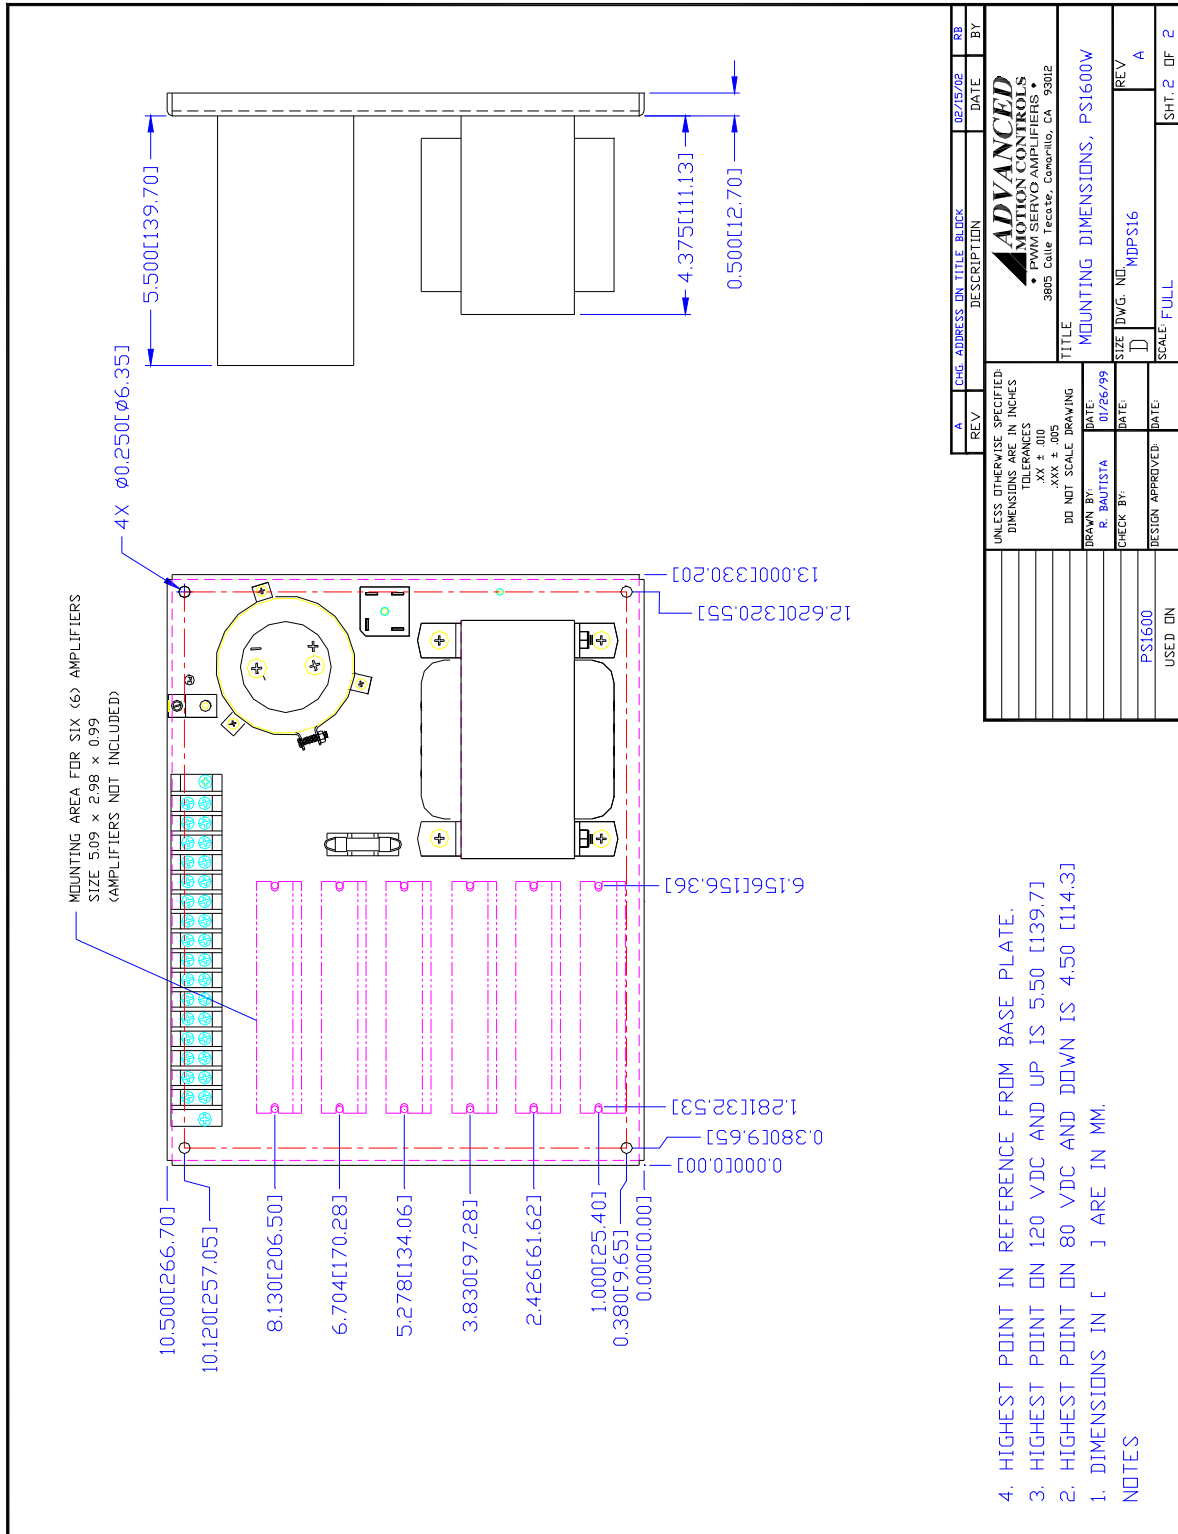 MOUNTING AREA FOR SIX (6) AMPLIFIERS
SIZE 5.09 × 2.98 × 0.99
(AMPLIFIERS NOT INCLUDED)
4X Ø0.250[Ø6.35]
5.500[139.70]
4.375[111.13]
0.500[12.70]
10.500[266.70]
10.120[257.05]
8.130[206.50]
6.704[170.28]
5.278[134.06]
3.830[97.28]
2.426[61.62]
1.000[25.40]
0.380[9.65]
0.000[0.00]
0.000[0.00]
0.380[9.65]
1.281[32.53]
6.156[156.36]
12.620[320.55]
13.000[330.20]
4. HIGHEST POINT IN REFERENCE FROM BASE PLATE.
3. HIGHEST POINT ON 120 VDC AND UP IS 5.50 [139.7]
2. HIGHEST POINT ON 80 VDC AND DOWN IS 4.50 [114.3]
1. DIMENSIONS IN [ ] ARE IN MM.
NOTES
A CHG. ADDRESS ON TITLE BLOCK 02/15/02 RB
REV DESCRIPTION DATE BY
UNLESS OTHERWISE SPECIFIED:
DIMENSIONS ARE IN INCHES
TOLERANCES
.XX ± .010
.XXX ± .005
DO NOT SCALE DRAWING
ADVANCED
MOTION CONTROLS
• PWM SERVO AMPLIFIERS •
3805 Calle Tecate, Camarillo, CA 93012
TITLE
MOUNTING DIMENSIONS, PS1600W
DRAWN BY: R. BAUTISTA
DATE: 01/26/99
CHECK BY:
DATE:
DESIGN APPROVED:
DATE:
SIZE D
DWG. NO. MDPS16
REV A
SCALE: FULL
SHT. 2 OF 2
PS1600
USED ON